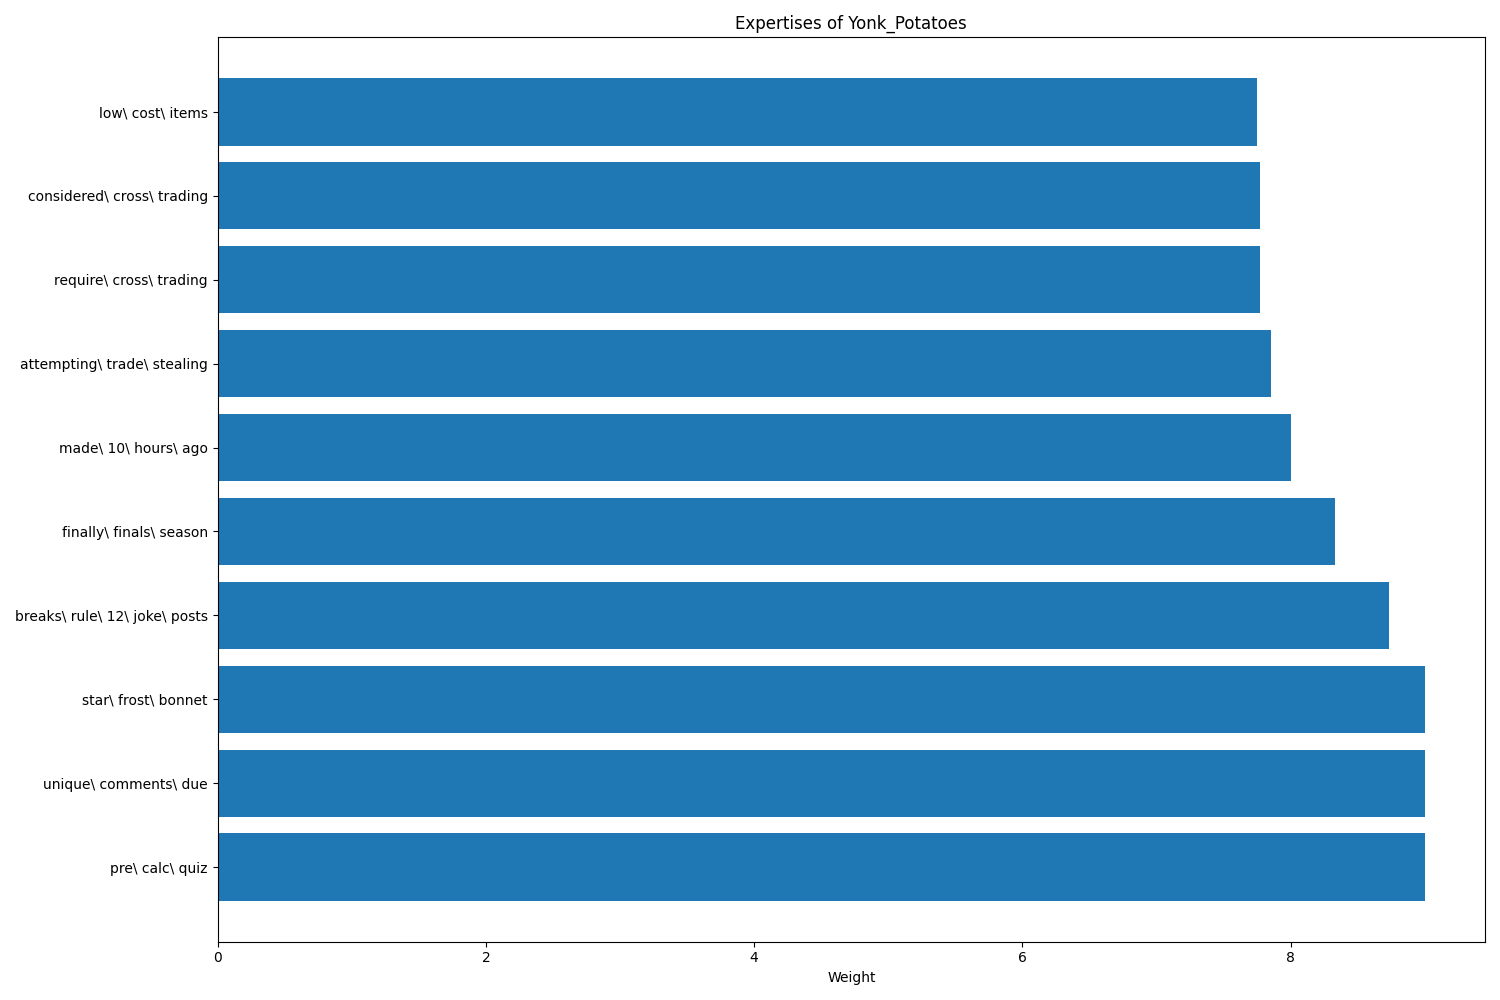 Expertises of Yonk_Potatoes
low\ cost\ items
considered\ cross\ trading
require\ cross\ trading
attempting\ trade\ stealing
made\ 10\ hours\ ago
finally\ finals\ season
breaks\ rule\ 12\ joke\ posts
star\ frost\ bonnet
unique\ comments\ due
pre\ calc\ quiz
0 2 4 6 8
Weight